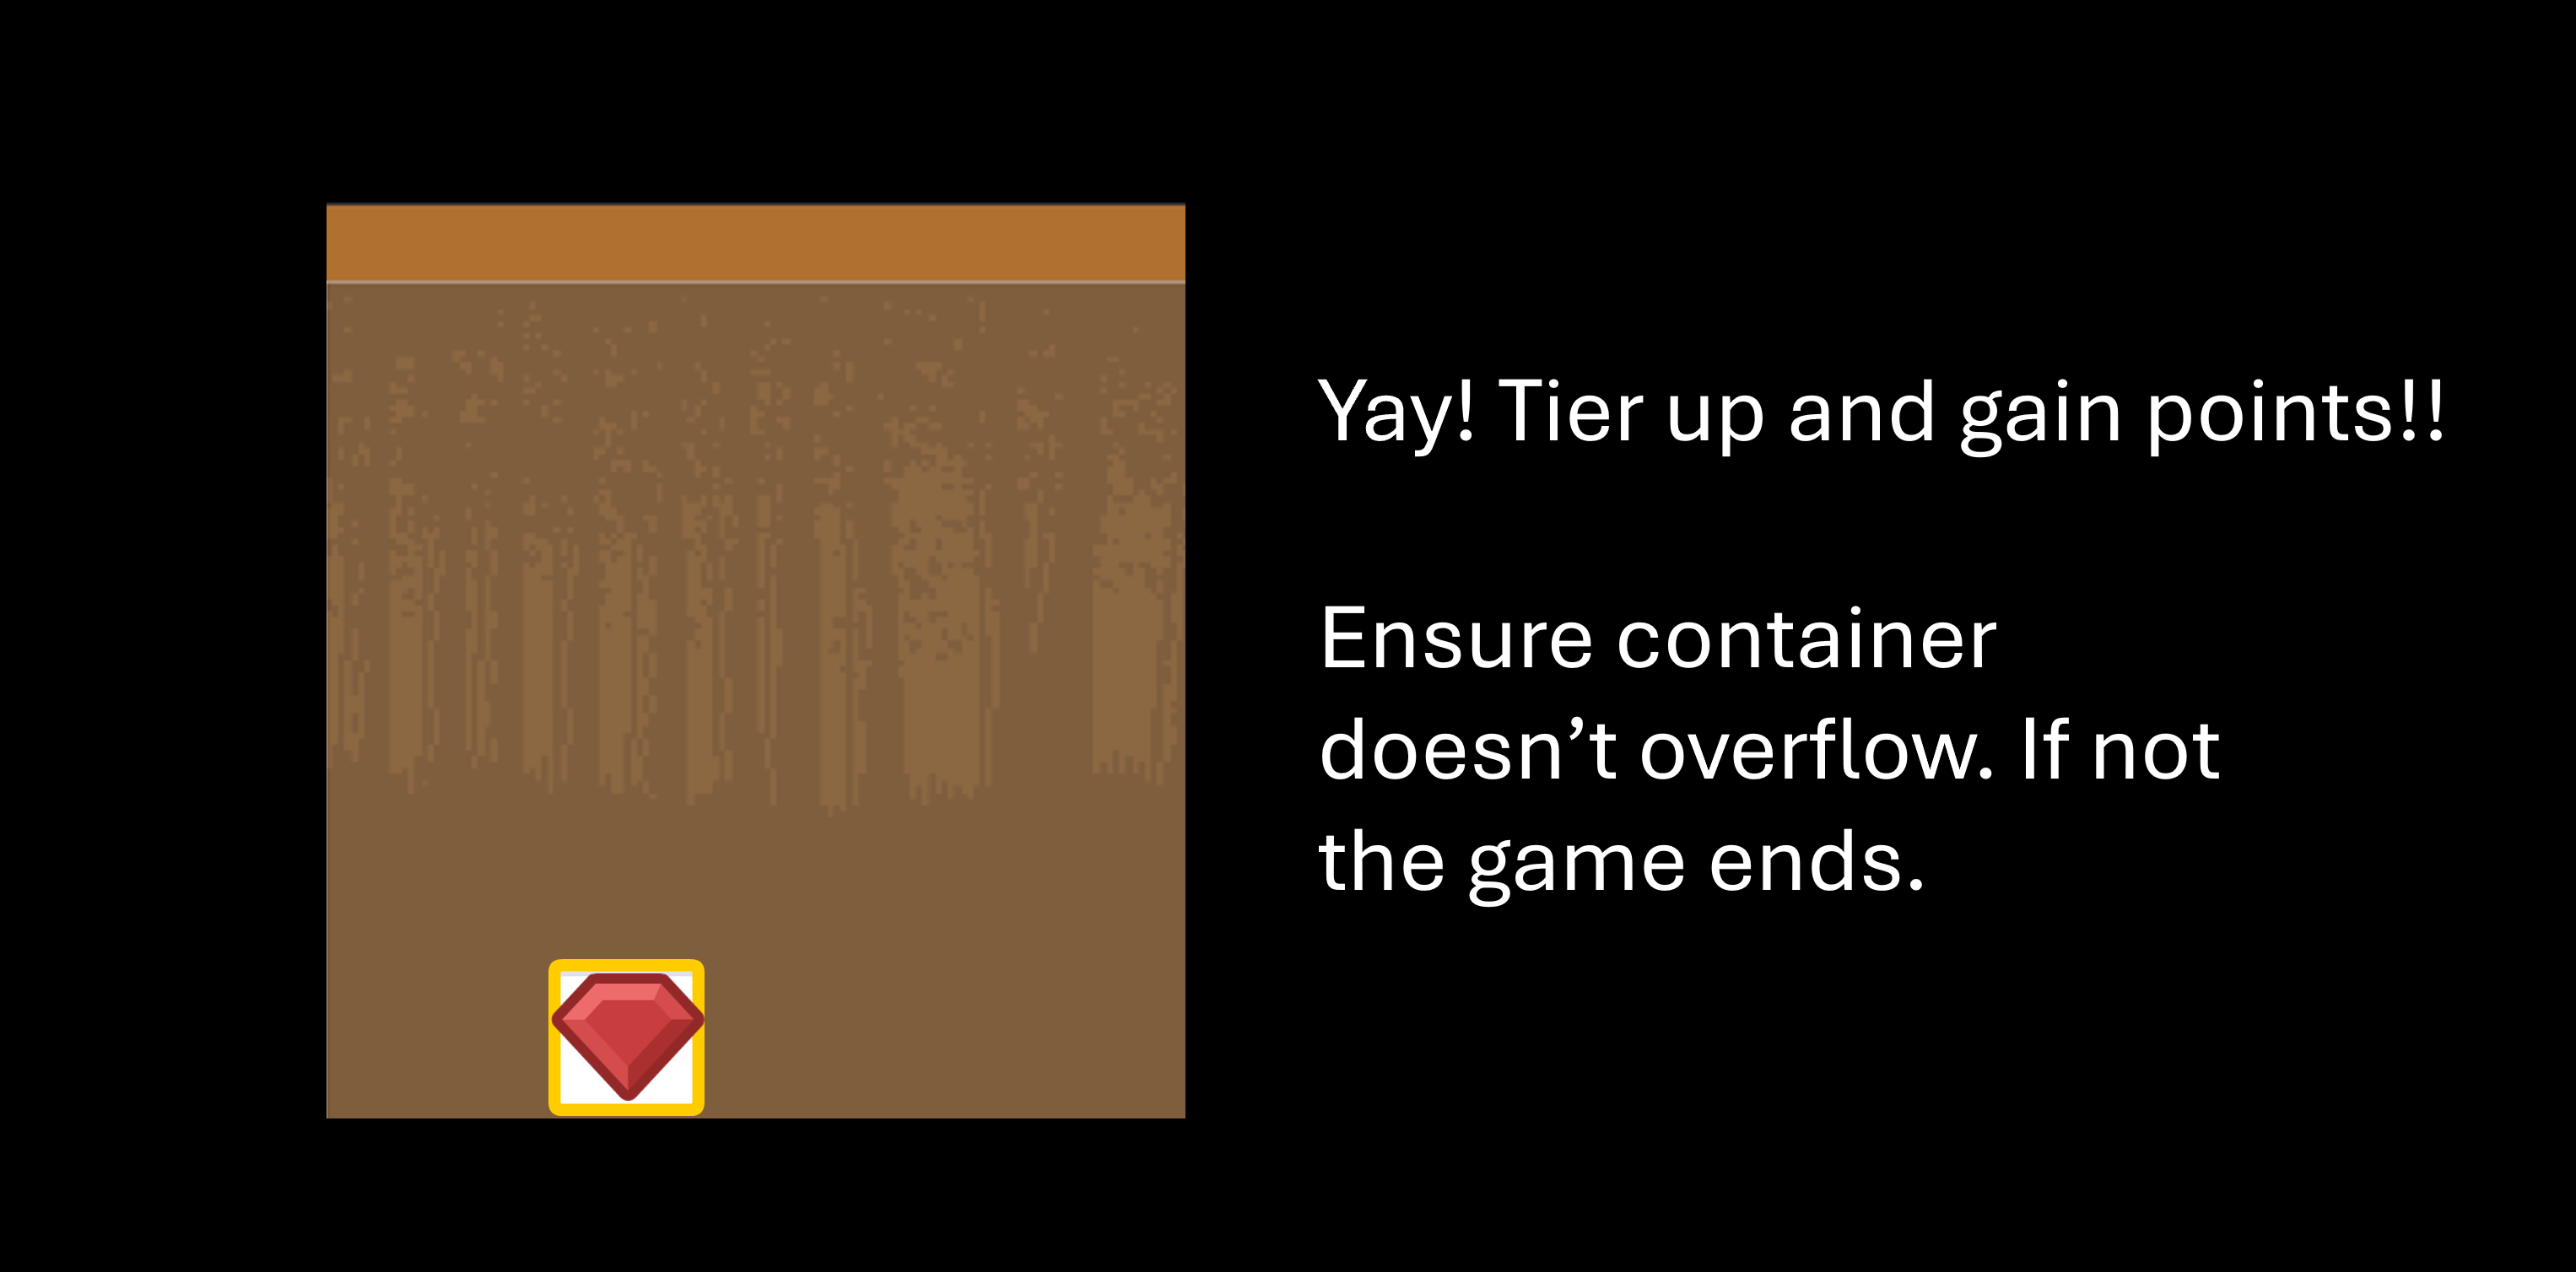 Yay! Tier up and gain points!!
Ensure container
doesn’t overflow. If not
the game ends.